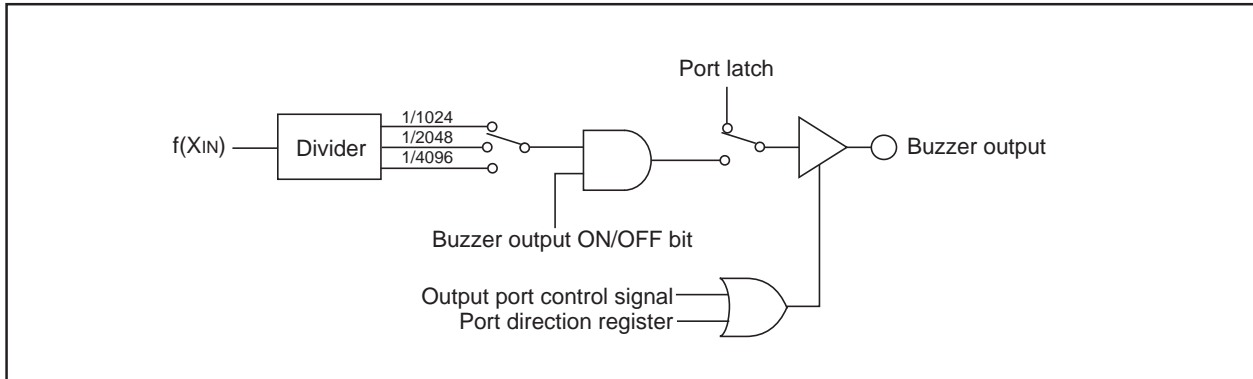 Port latch
1/1024
1/2048
1/4096
f(XIN)
Divider
Buzzer output
Buzzer output ON/OFF bit
Output port control signal
Port direction register